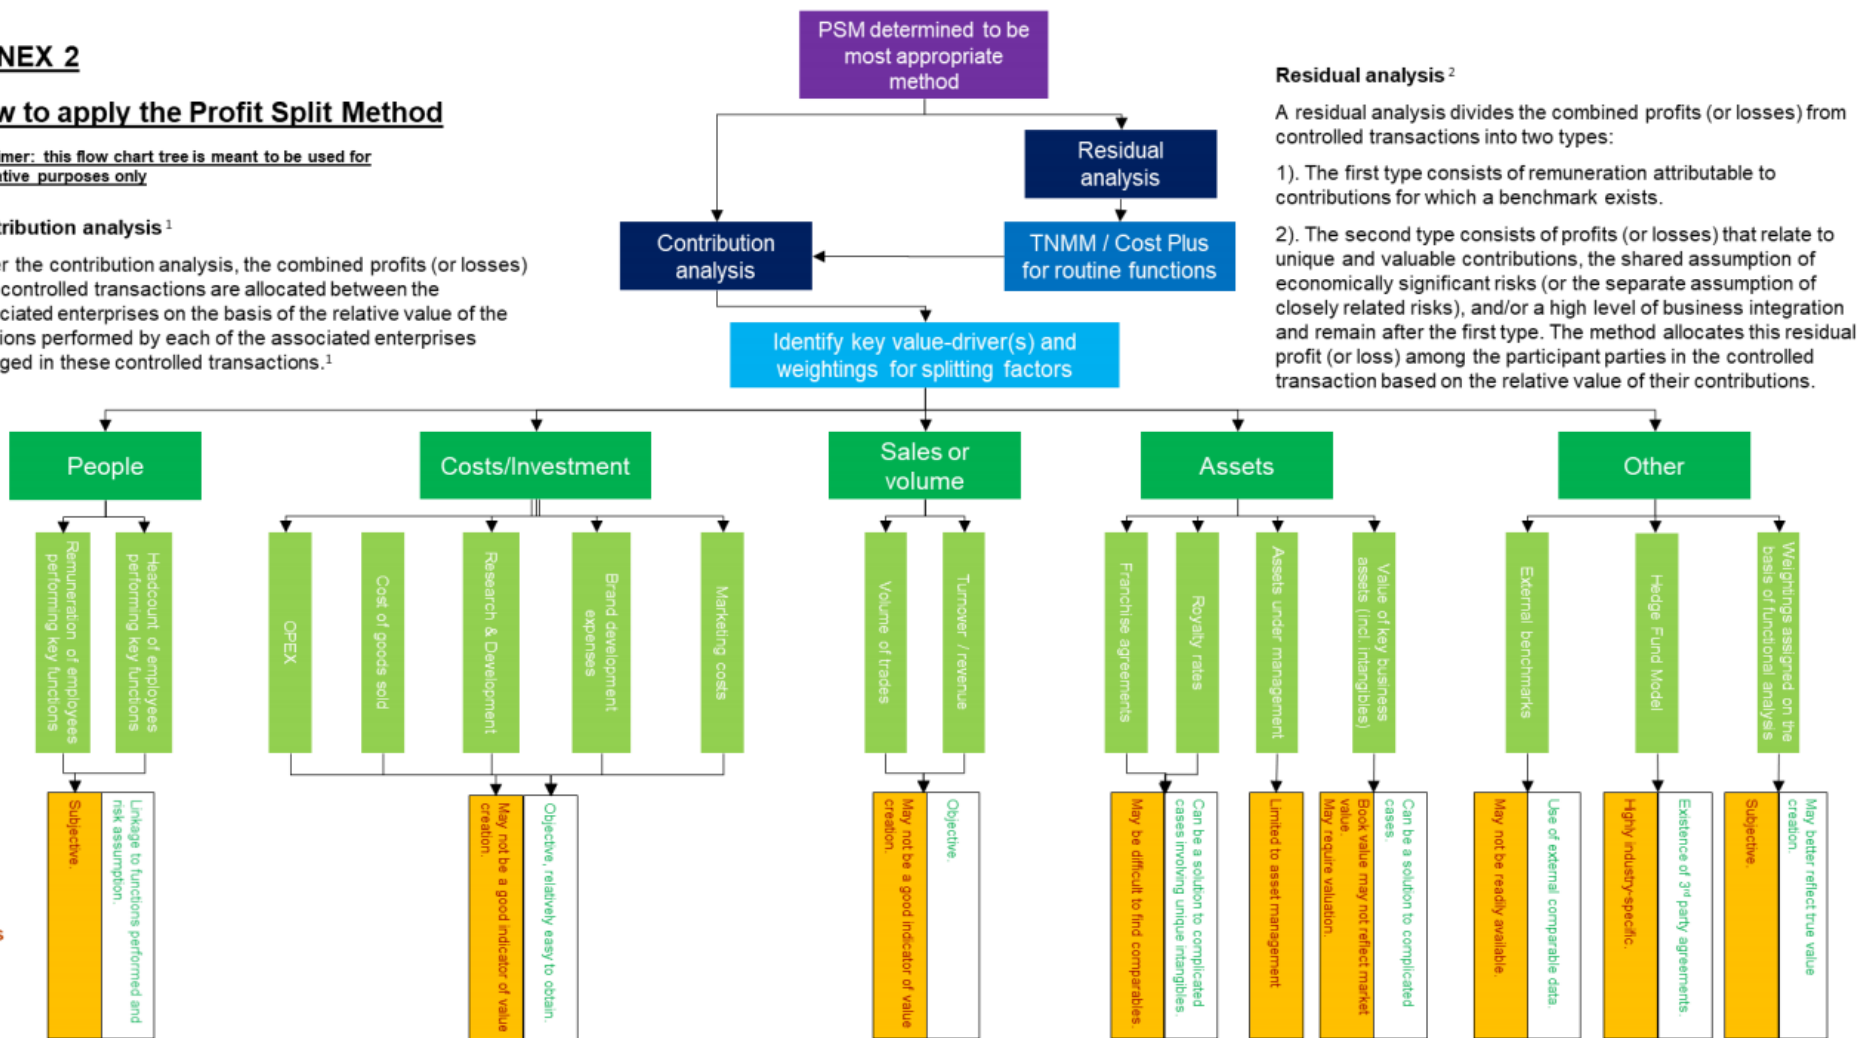 NEX 2
w to apply the Profit Split Method
imer: this flow chart tree is meant to be used for
ative purposes only
tribution analysis 1
r the contribution analysis, the combined profits (or losses)
controlled transactions are allocated between the
ciated enterprises on the basis of the relative value of the
tions performed by each of the associated enterprises
ged in these controlled transactions.1
PSM determined to be
most appropriate
method
Residual
analysis
Contribution
analysis
TNMM / Cost Plus
for routine functions
Identify key value-driver(s) and
weightings for splitting factors
Residual analysis 2
A residual analysis divides the combined profits (or losses) from
controlled transactions into two types:
1). The first type consists of remuneration attributable to
contributions for which a benchmark exists.
2). The second type consists of profits (or losses) that relate to
unique and valuable contributions, the shared assumption of
economically significant risks (or the separate assumption of
closely related risks), and/or a high level of business integration
and remain after the first type. The method allocates this residual
profit (or loss) among the participant parties in the controlled
transaction based on the relative value of their contributions.
People
Costs/Investment
Sales or
volume
Assets
Other
Remuneration of employees
performing key functions
Headcount of employees
performing key functions
OPEX
Cost of goods sold
Research & Development
Brand development
expenses
Marketing costs
Volume of trades
Turnover / revenue
Franchise agreements
Royalty rates
Assets under management
Value of key business
assets (incl. intangibles)
External benchmarks
Hedge Fund Model
Weightings assigned on the
basis of functional analysis
Subjective.
Linkage to functions performed and
risk assumption.
May not be a good indicator of value
creation.
Objective, relatively easy to obtain.
May not be a good indicator of value
creation.
Objective.
May be difficult to find comparables.
Can be a solution to complicated
cases involving unique intangibles.
Limited to asset management
Book value may not reflect market
value.
May require valuation.
Can be a solution to complicated
cases.
May not be readily available.
Use of external comparable data.
Highly industry-specific.
Existence of 3rd party agreements.
Subjective.
May better reflect true value
creation.
s